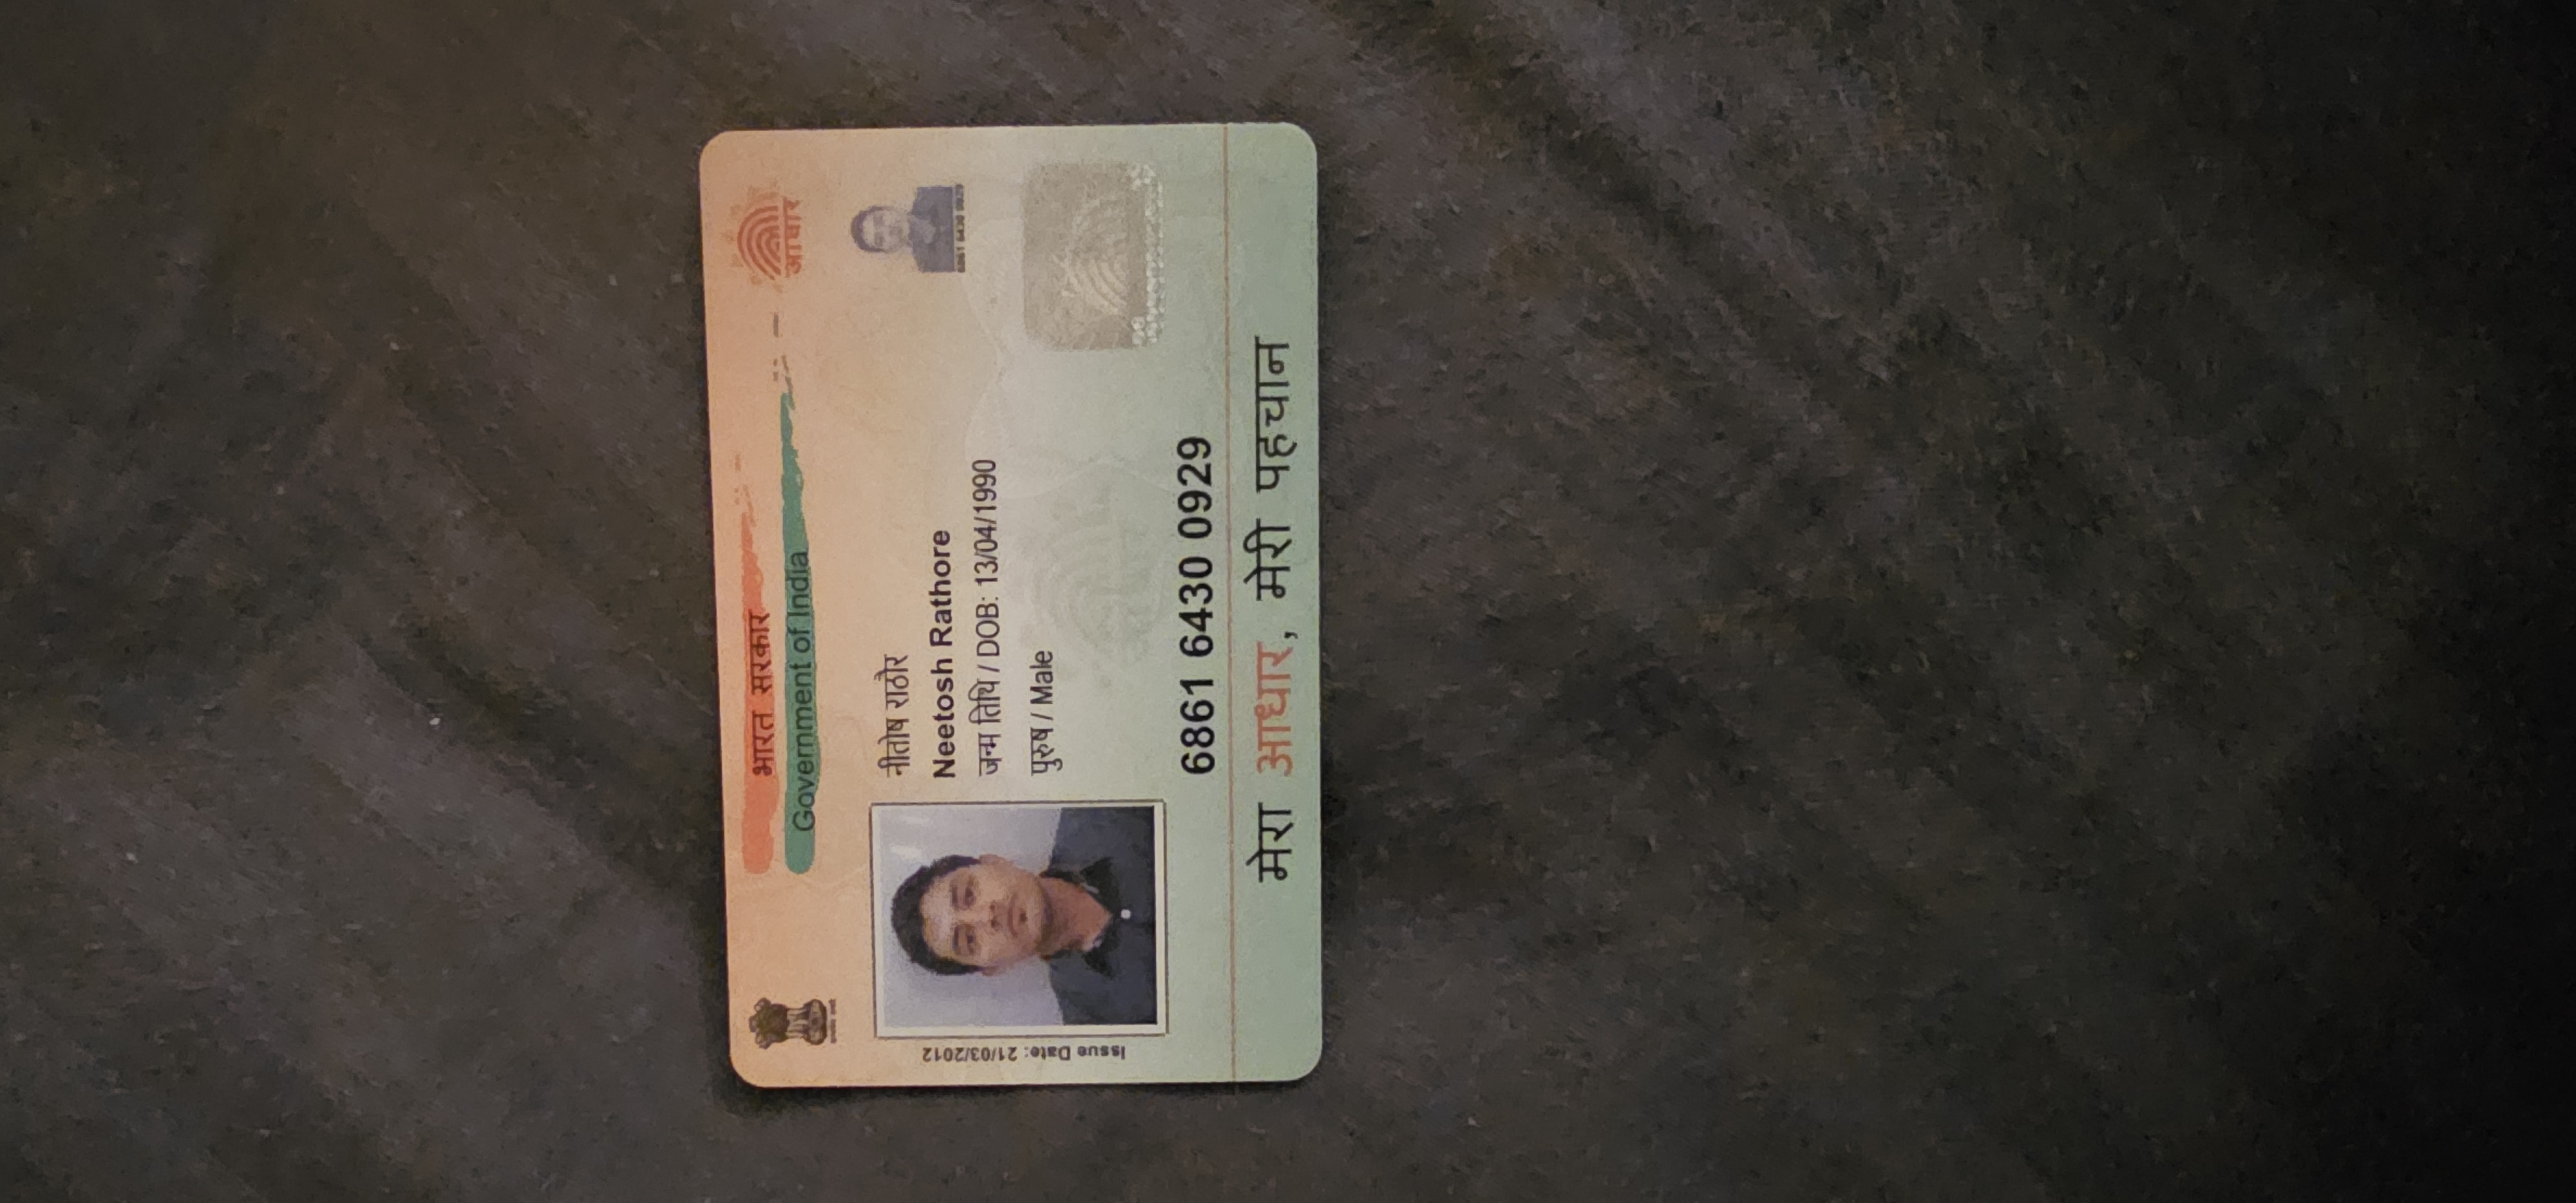 भारत सरकार
Government of India
आधार
Issue Date: 21/03/2012
नीतोष राठौर
Neetosh Rathore
जन्म तिथि / DOB: 13/04/1990
पुरुष / Male
6861 6430 0929
6861 6430 0929
मेरा आधार, मेरी पहचान